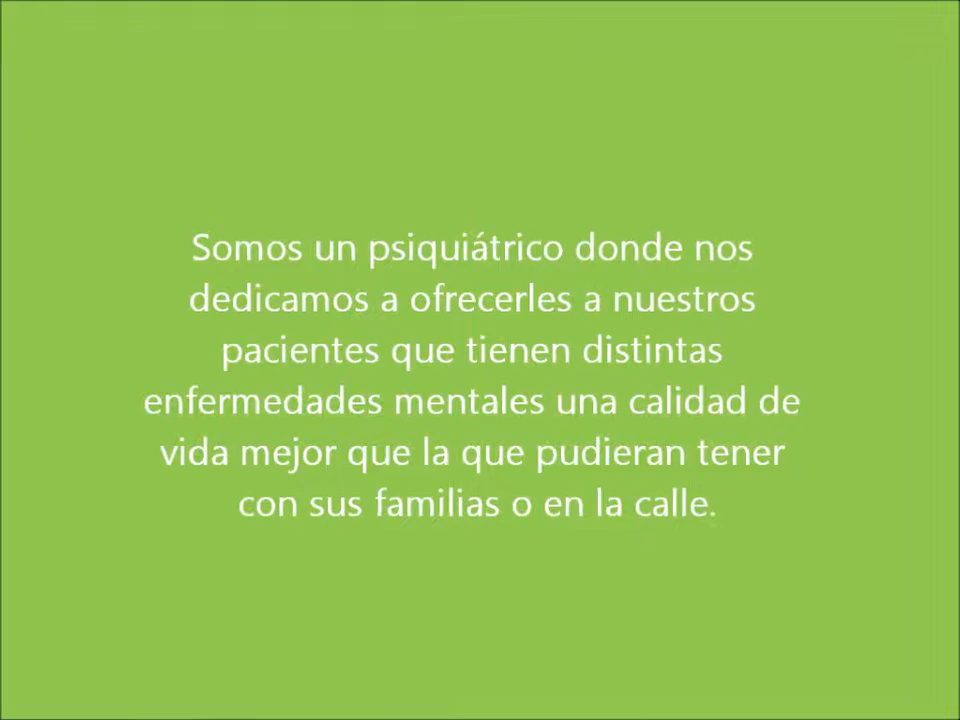 Somos un psiquiátrico donde nos
dedicamos a ofrecerles a nuestros
pacientes que tienen distintas
enfermedades mentales una calidad de
vida mejor que la que pudieran tener
con sus familias o en la calle.